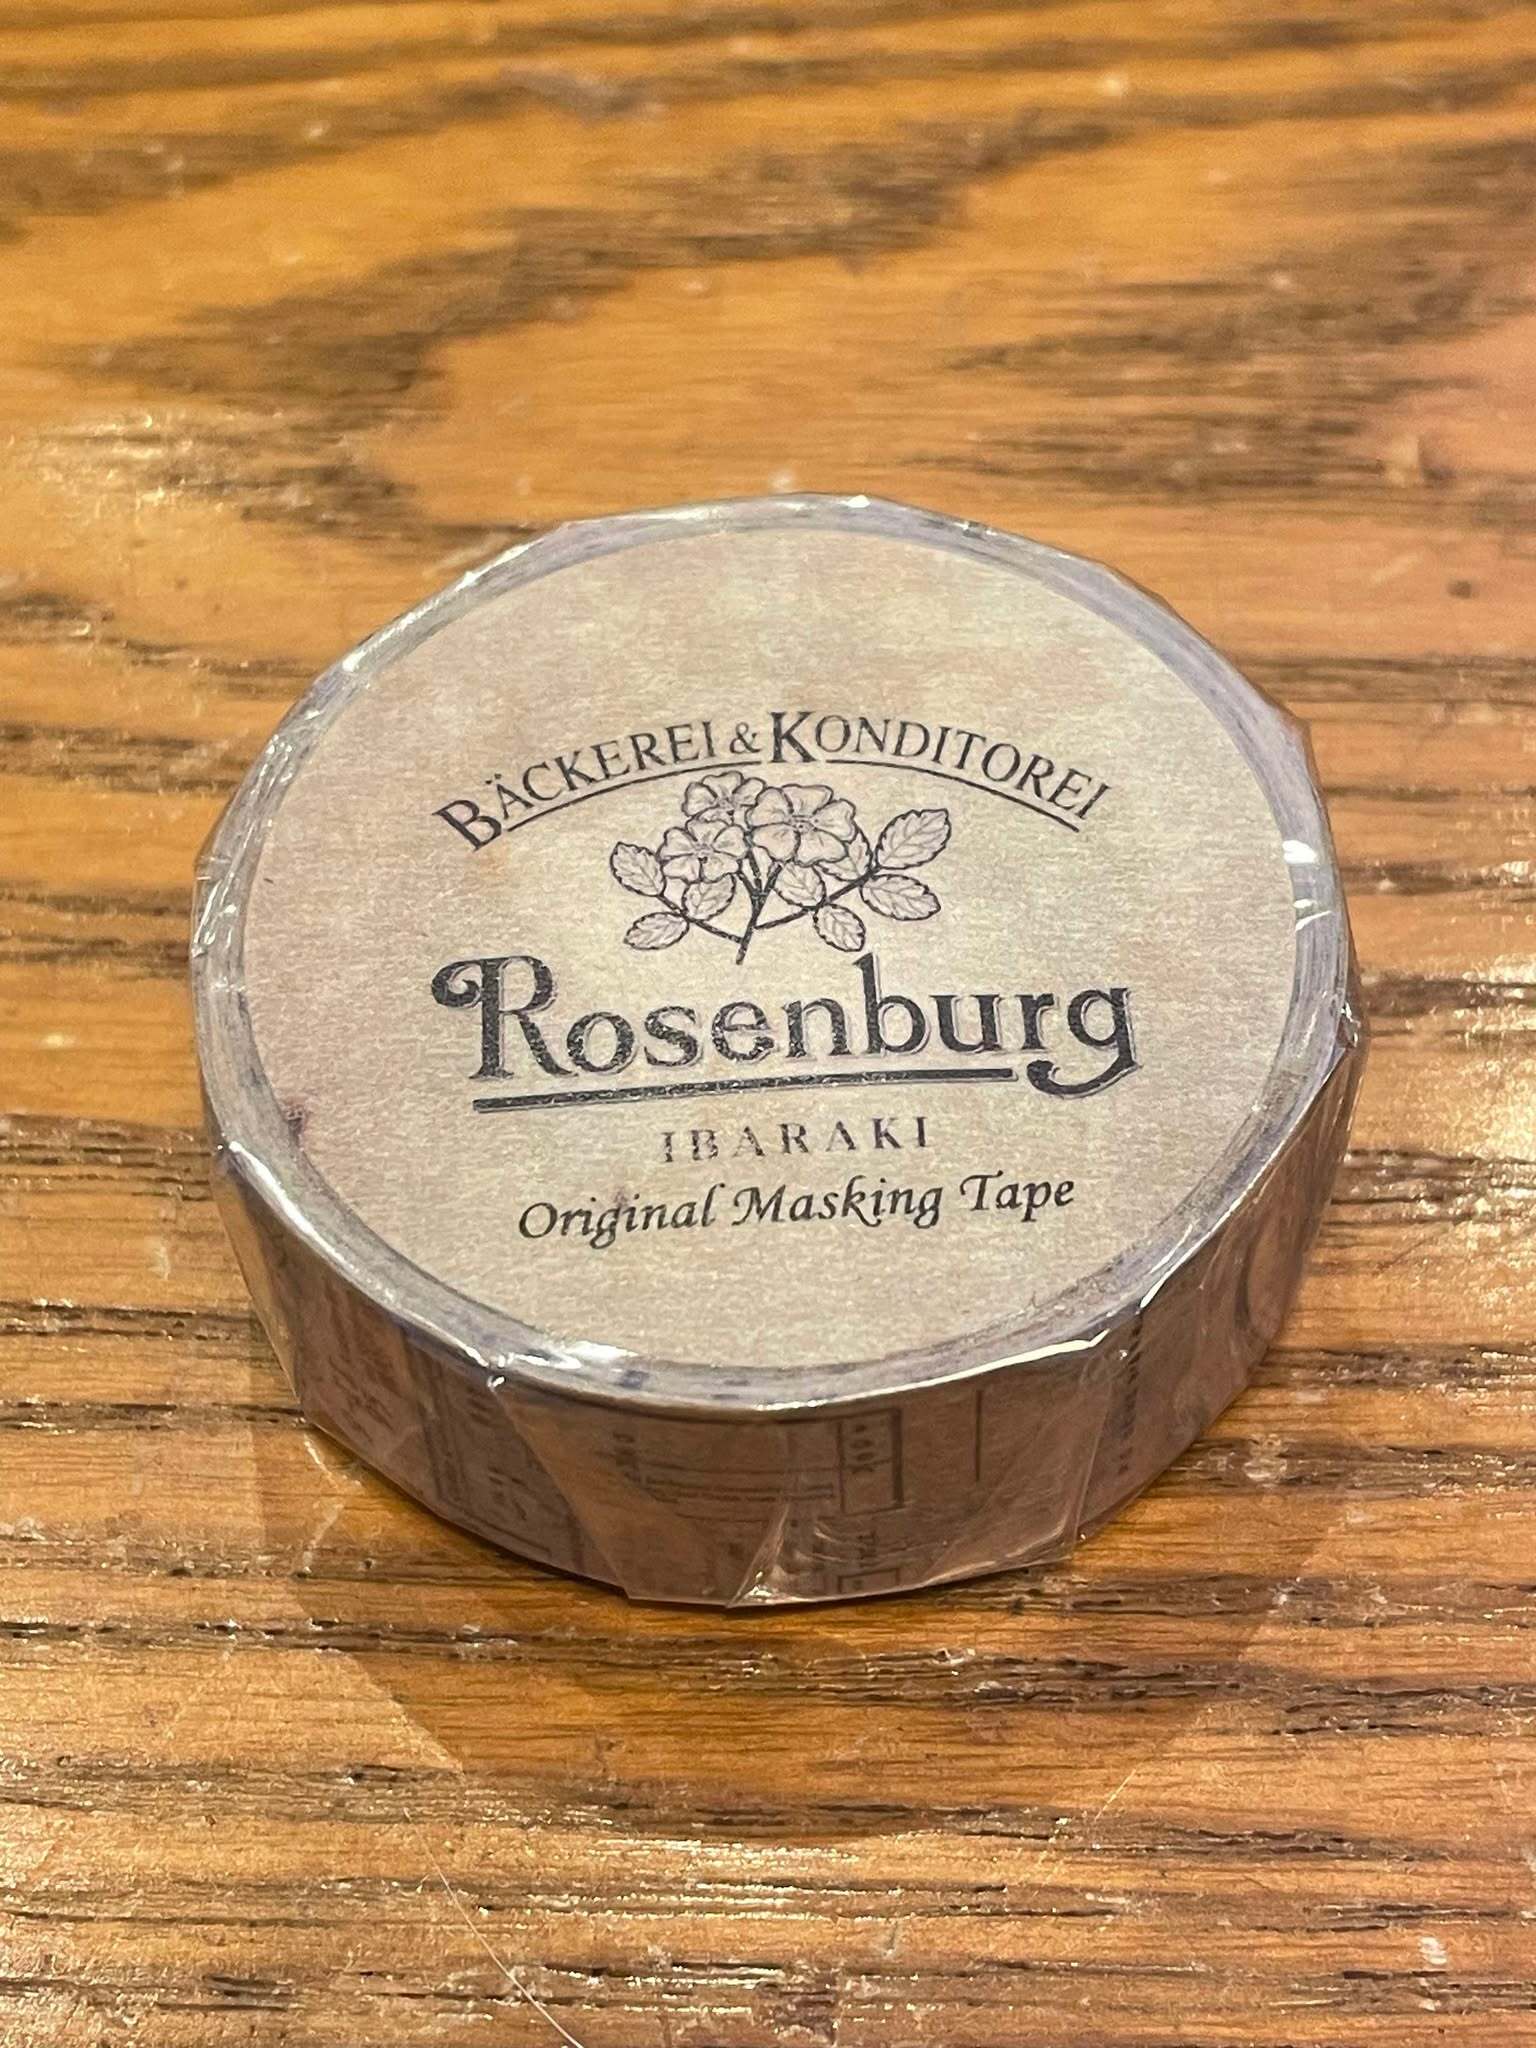 BÄCKEREI & KONDITOREI
Rosenburg
IBARAKI
Original Masking Tape